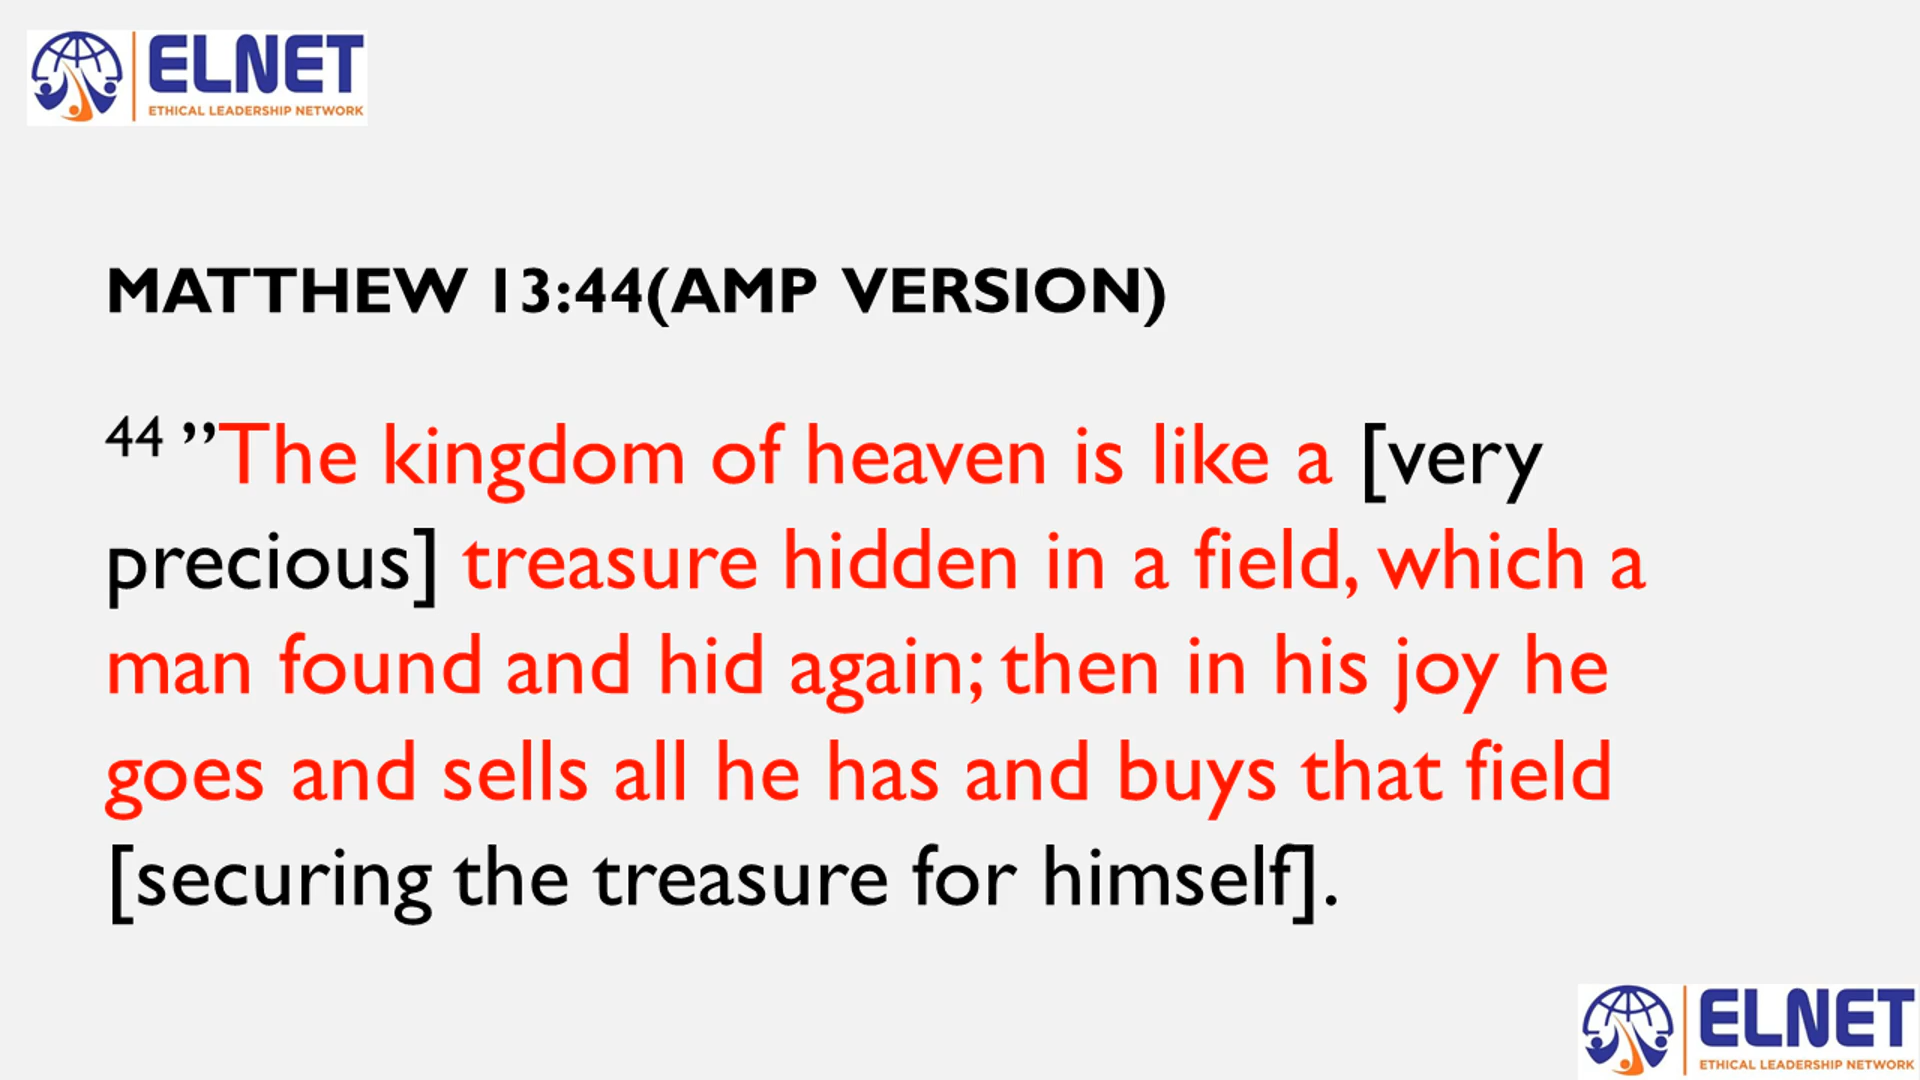 ELNET
ETHICAL LEADERSHIP NETWORK
MATTHEW 13:44(AMP VERSION)
44 ”The kingdom of heaven is like a [very
precious] treasure hidden in a field, which a
man found and hid again; then in his joy he
goes and sells all he has and buys that field
[securing the treasure for himself].
ELNET
ETHICAL LEADERSHIP NETWORK